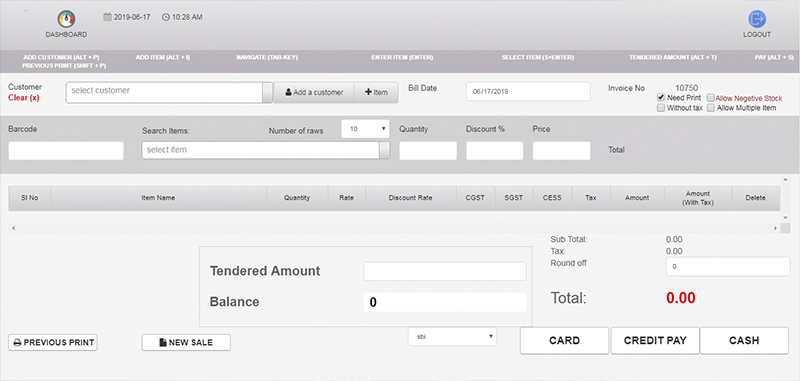 2019-06-17 10:28 AM
DASHBOARD LOGOUT
ADD CUSTOMER (ALT + P) ADD ITEM (ALT + I) NAVIGATE (TAD-KEY) ENTER ITEM (ENTER) SELECT ITEM (S+ENTER) TENDERED AMOUNT (ALT + T) PAY (ALT + S)
PREVIOUS PRINT (SHIFT + P)
Customer select customer Add a customer Item Bill Date 06/17/2019 Invoice No 10750
Clear (x) Need Print Allow Negetive Stock
Without tax Allow Multiple Item
Barcode Search Items: Number of raws 10 Quantity Discount % Price
select item Total
Sl No Item Name Quantity Rate Discount Rate CGST SGST CESS Tax Amount Amount (With Tax) Delete
Sub Total: 0.00
Tax: 0.00
Round off 0
Tendered Amount
Balance 0
Total: 0.00
PREVIOUS PRINT NEW SALE sbi CARD CREDIT PAY CASH